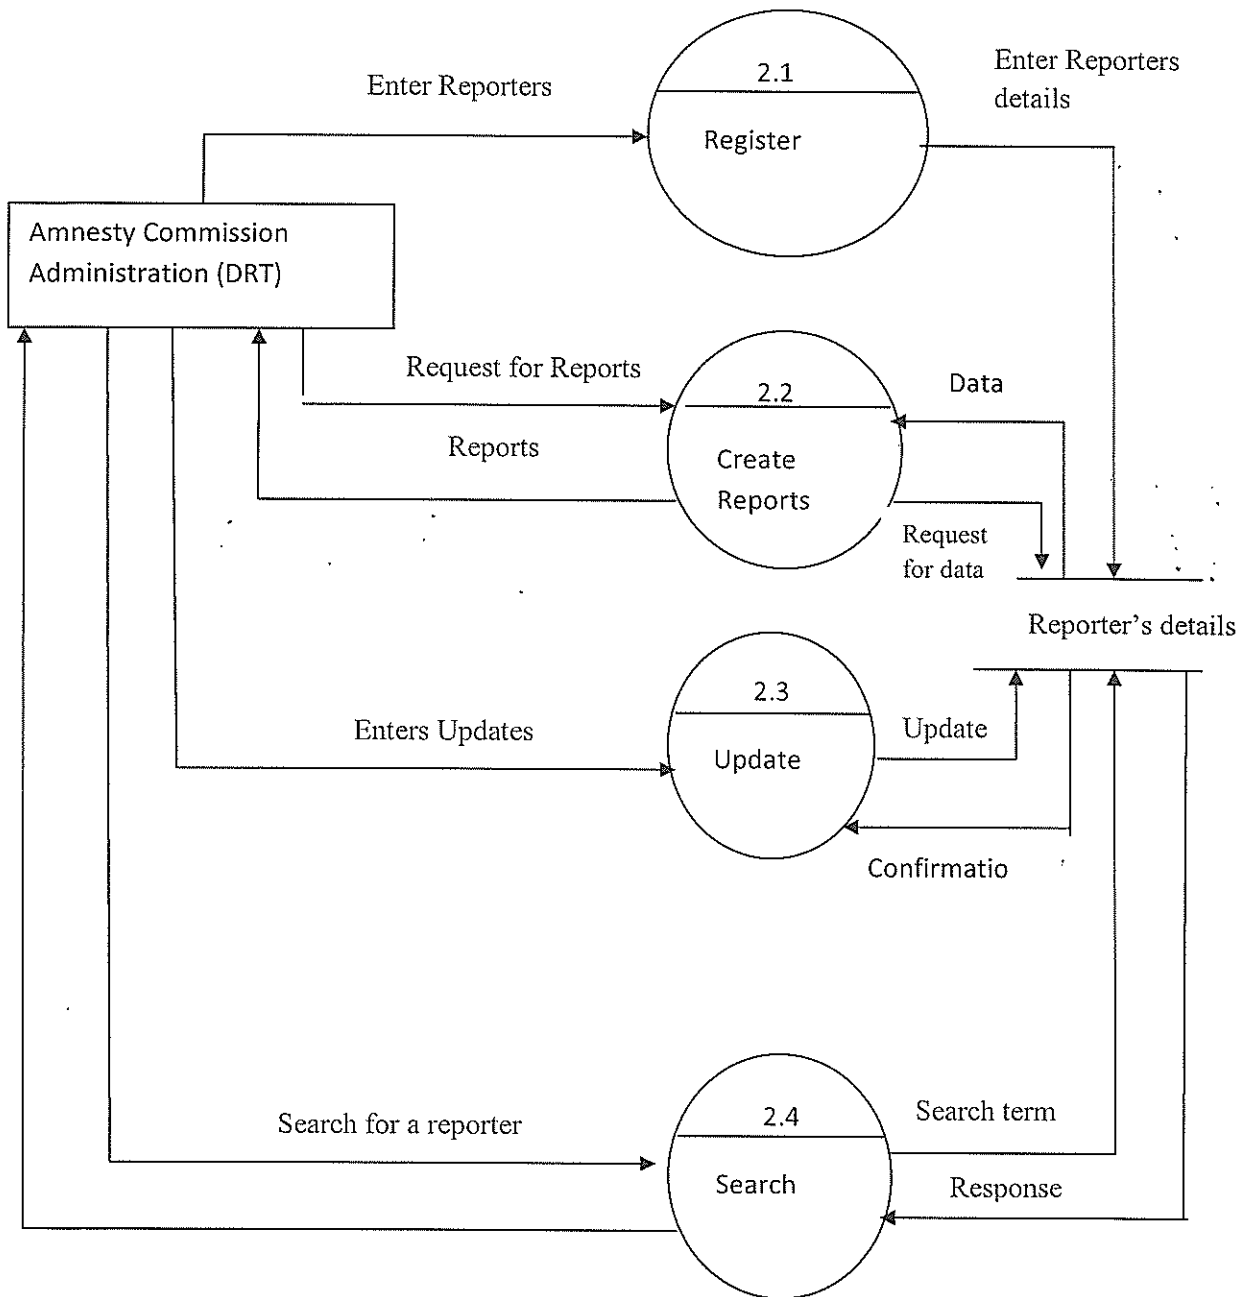 2.1
Enter Reporters
Enter Reporters
details
Register
Amnesty Commission
Administration (DRT)
Request for Reports
2.2
Data
Reports
Create
Reports
Request
for data
Reporter's details
2.3
Enters Updates
Update
Update
Confirmatio
2.4
Search for a reporter
Search term
Search
Response